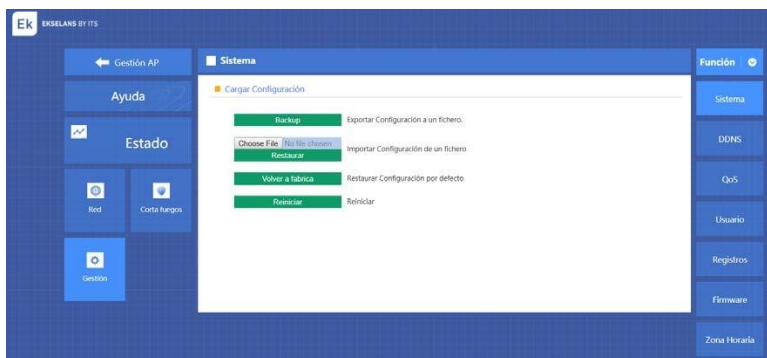 Ek EKSELANS BY ITS
Gestión AP
Ayuda
Estado
Red
Corta fuegos
Gestión
Sistema
Cargar Configuración
Backup Exportar Configuración a un fichero.
Choose File No file chosen
Restaurar Importar Configuración de un fichero
Volver a fabrica Restaurar Configuración por defecto
Reiniciar Reiniciar
Función
Sistema
DDNS
QoS
Usuario
Registros
Firmware
Zona Horaria